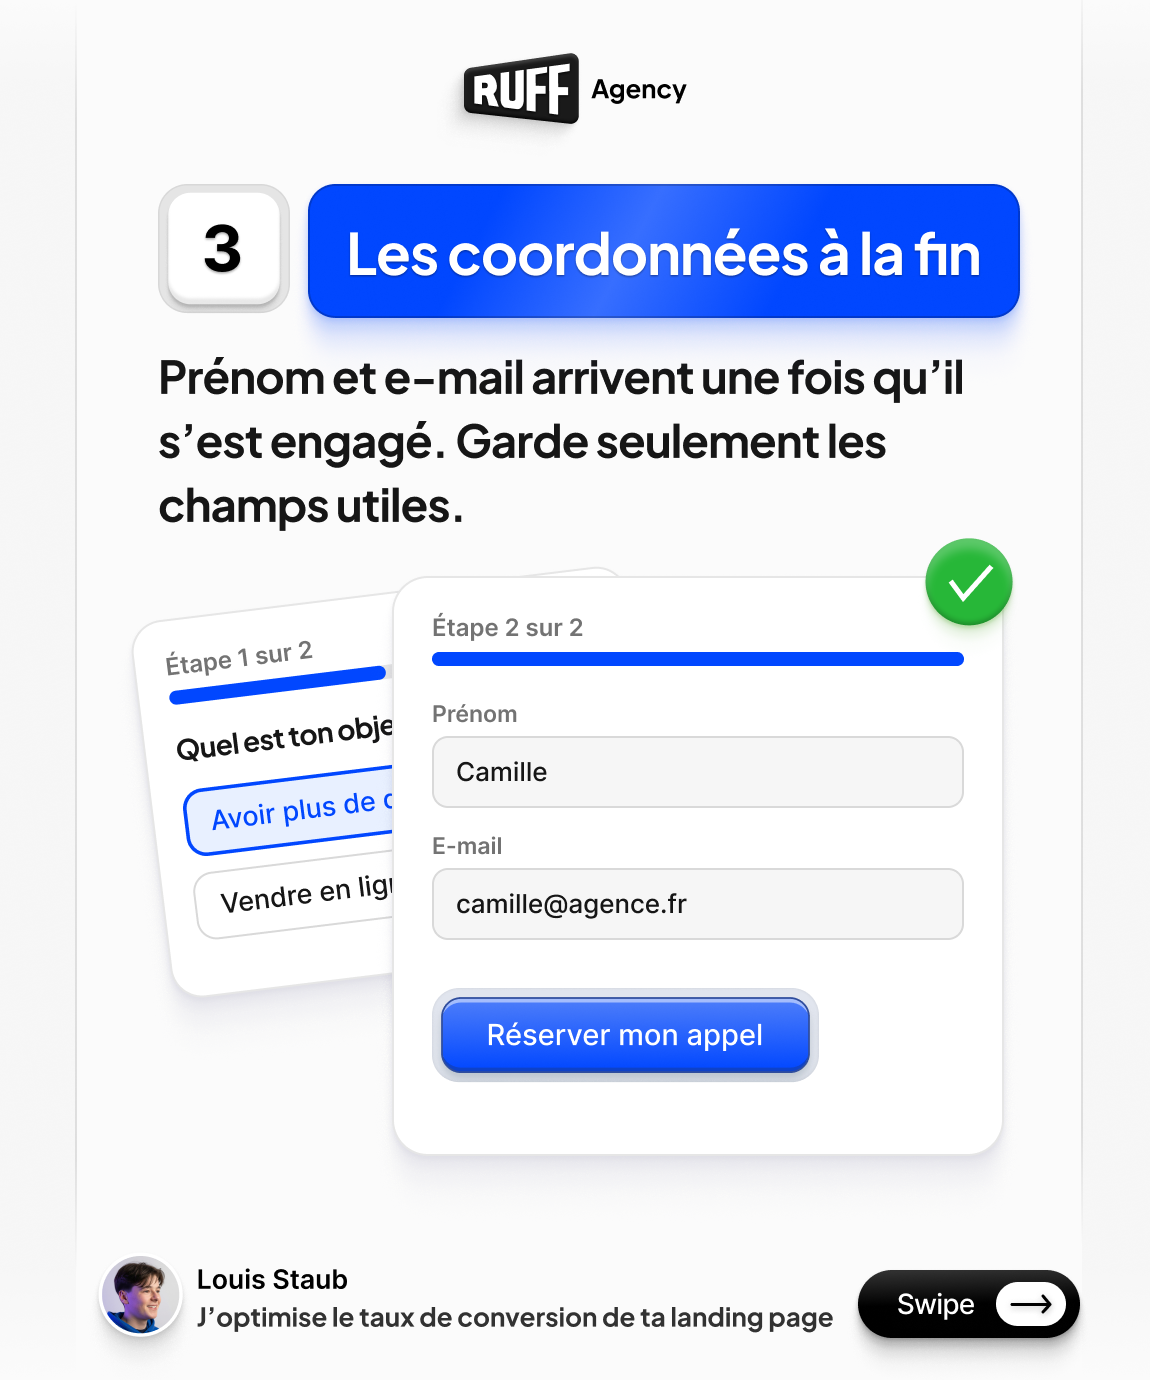 RUFF Agency
3
Les coordonnées à la fin
Prénom et e-mail arrivent une fois qu’il
s’est engagé. Garde seulement les
champs utiles.
Étape 1 sur 2
Quel est ton obje
Avoir plus de
Vendre en lign
Étape 2 sur 2
Prénom
Camille
E-mail
camille@agence.fr
Réserver mon appel
Louis Staub
J’optimise le taux de conversion de ta landing page
Swipe